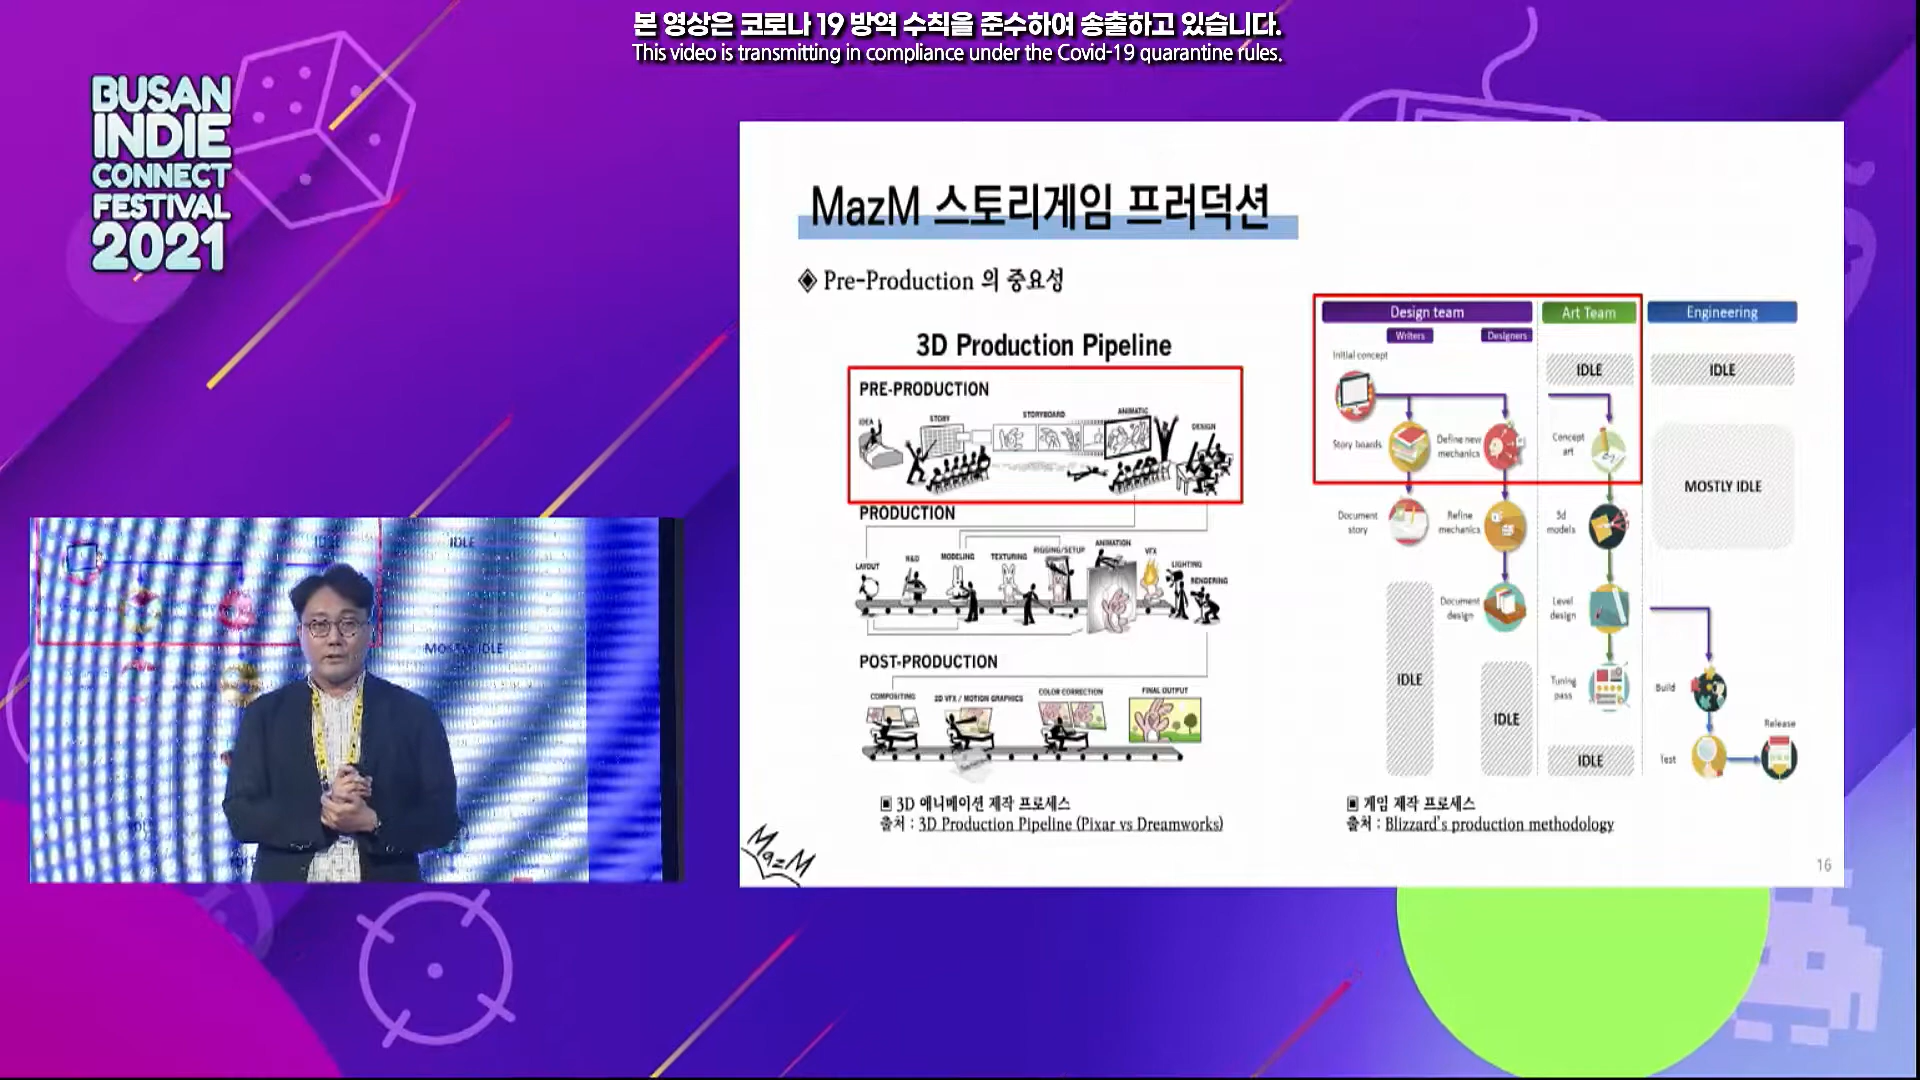 본 영상은 코로나 19 방역 수칙을 준수하여 송출하고 있습니다.
This video is transmitting in compliance under the Covid-19 quarantine rules.
BUSAN
INDIE
CONNECT
FESTIVAL
2021
MazM 스토리게임 프러덕션
◈ Pre-Production 의 중요성
3D Production Pipeline
PRE-PRODUCTION
IDEA
STORY
STORYBOARD
ANIMATIC
DESIGN
PRODUCTION
LAYOUT
R&D
MODELING
TEXTURING
RIGGING/SETUP
ANIMATION
VFX
LIGHTING
RENDERING
POST-PRODUCTION
COMPOSITING
2D VFX / MOTION GRAPHICS
COLOR CORRECTION
FINAL OUTPUT
▣ 3D 애니메이션 제작 프로세스
출처 : 3D Production Pipeline (Pixar vs Dreamworks)
Design team
Art Team
Engineering
Writers
Designers
Initial concept
IDLE
IDLE
Story boards
Define new
mechanics
Concept
art
MOSTLY IDLE
Document
story
Refine
mechanics
3d
models
Document
design
Level
design
IDLE
IDLE
Tuning
pass
Build
Release
IDLE
Test
▣ 게임 제작 프로세스
출처 : Blizzard's production methodology
MazM
16
IDLE
IDLE
MOSTLY IDLE